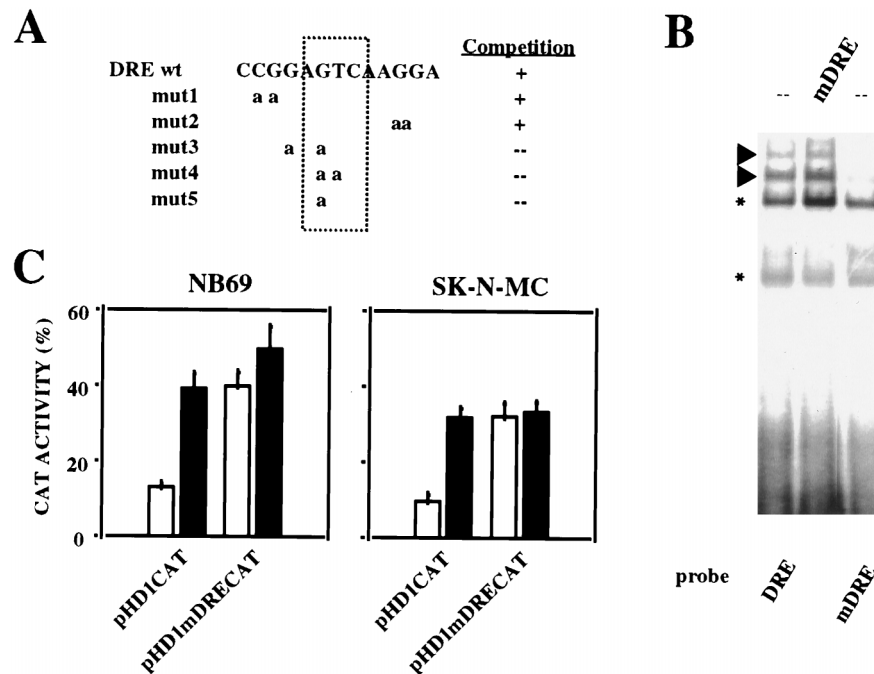 A
Competition
DRE wt CCGGAGTCAAGGA +
mut1 a a +
mut2 aa +
mut3 a a --
mut4 a a --
mut5 a --
B
-- mDRE --
*
*
probe DRE mDRE
C
NB69 SK-N-MC
CAT ACTIVITY (%)
60
40
20
0
pHD1CAT pHD1mDRECAT pHD1CAT pHD1mDRECAT